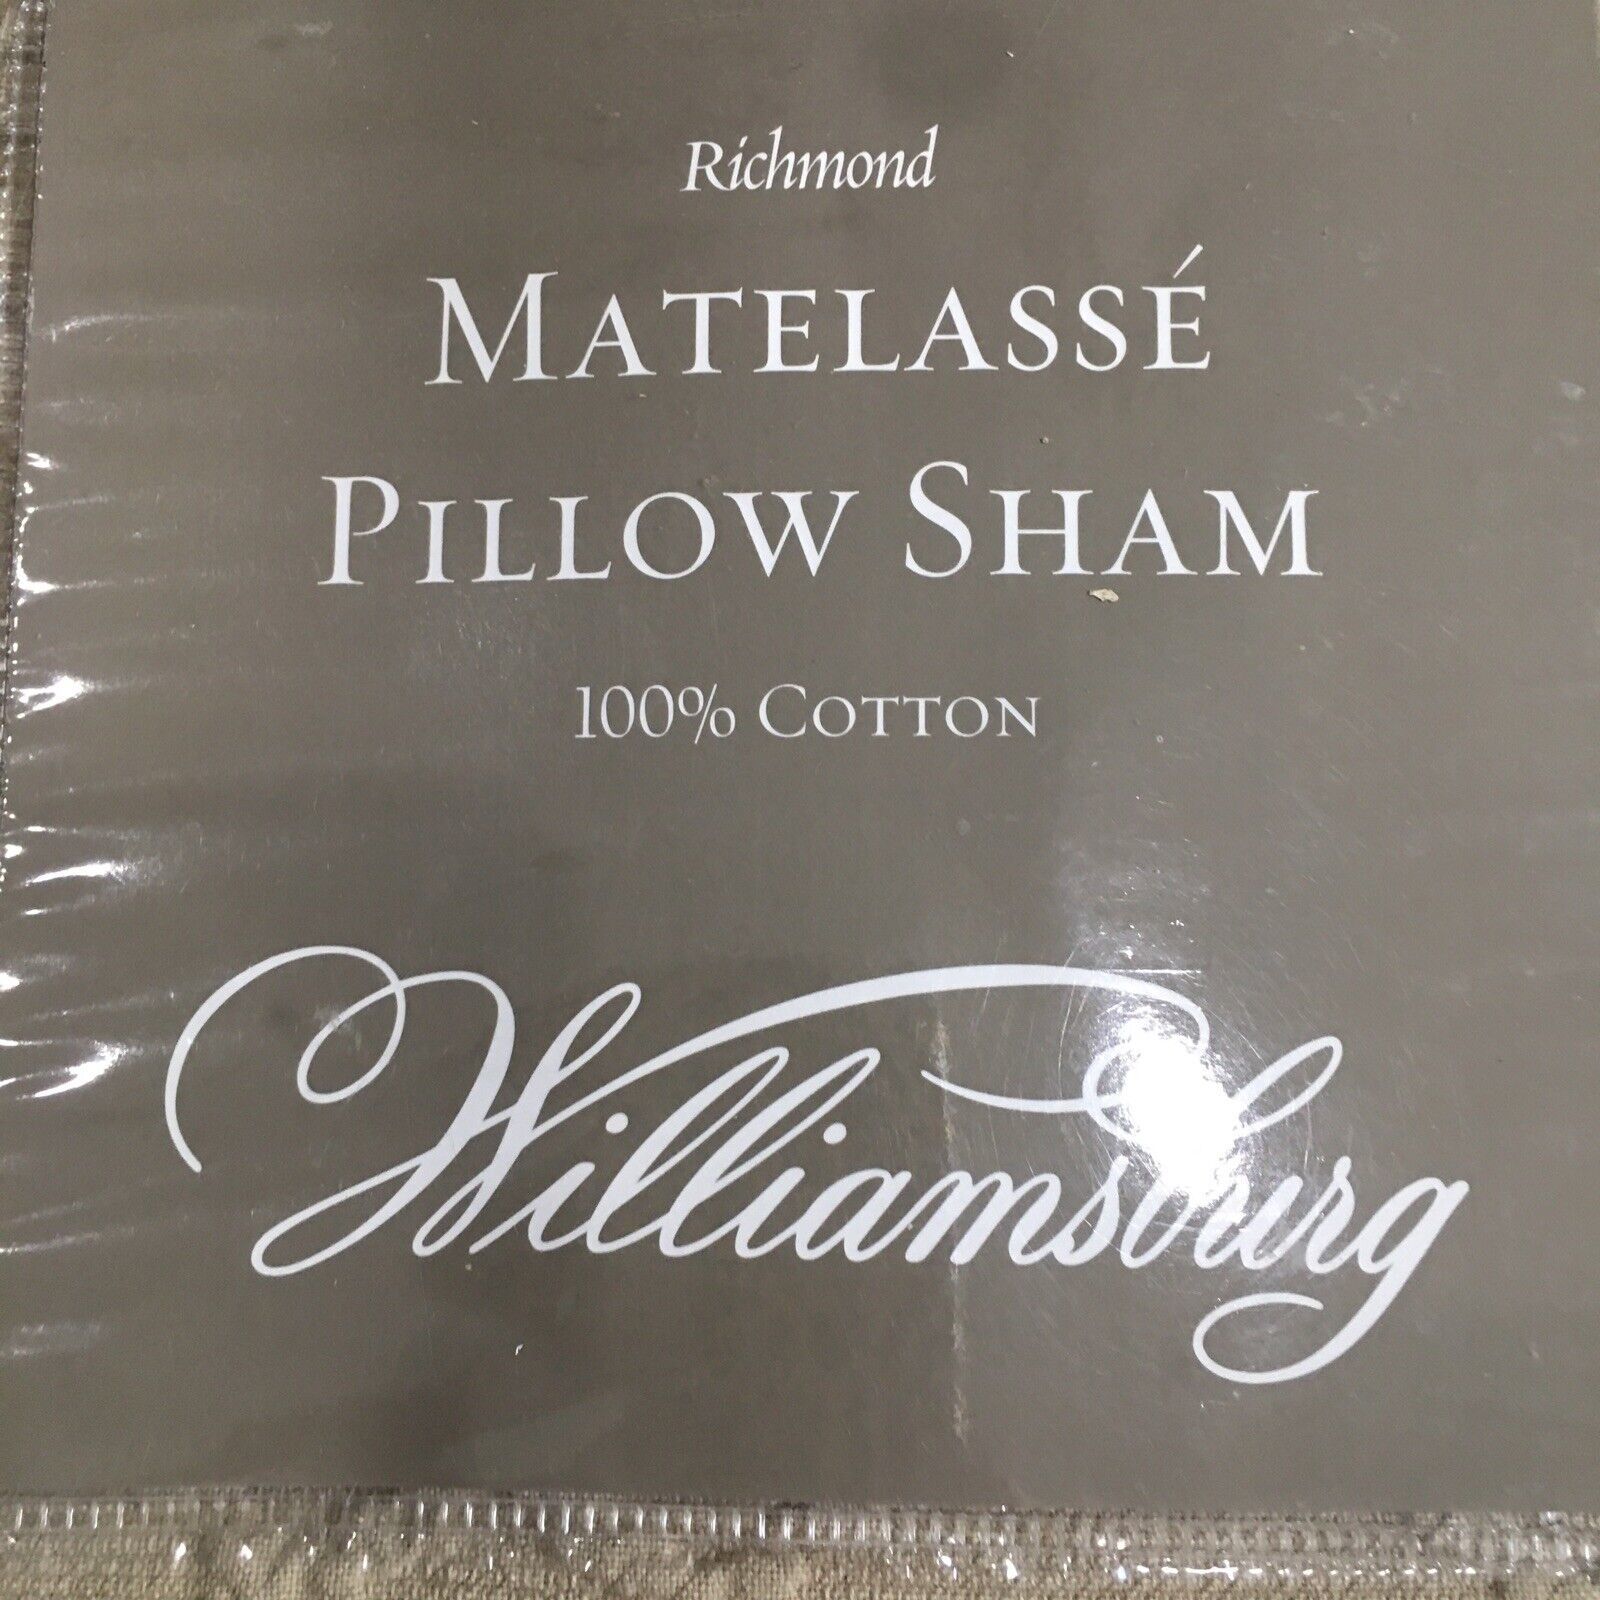 Richmond
MATELASSÉ
PILLOW SHAM
100% COTTON
Williamsburg